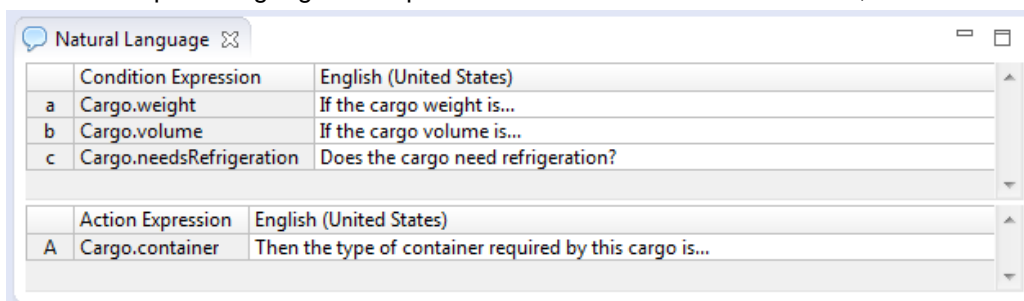 Natural Language
Condition Expression English (United States)
a Cargo.weight If the cargo weight is...
b Cargo.volume If the cargo volume is...
c Cargo.needsRefrigeration Does the cargo need refrigeration?
Action Expression English (United States)
A Cargo.container Then the type of container required by this cargo is...